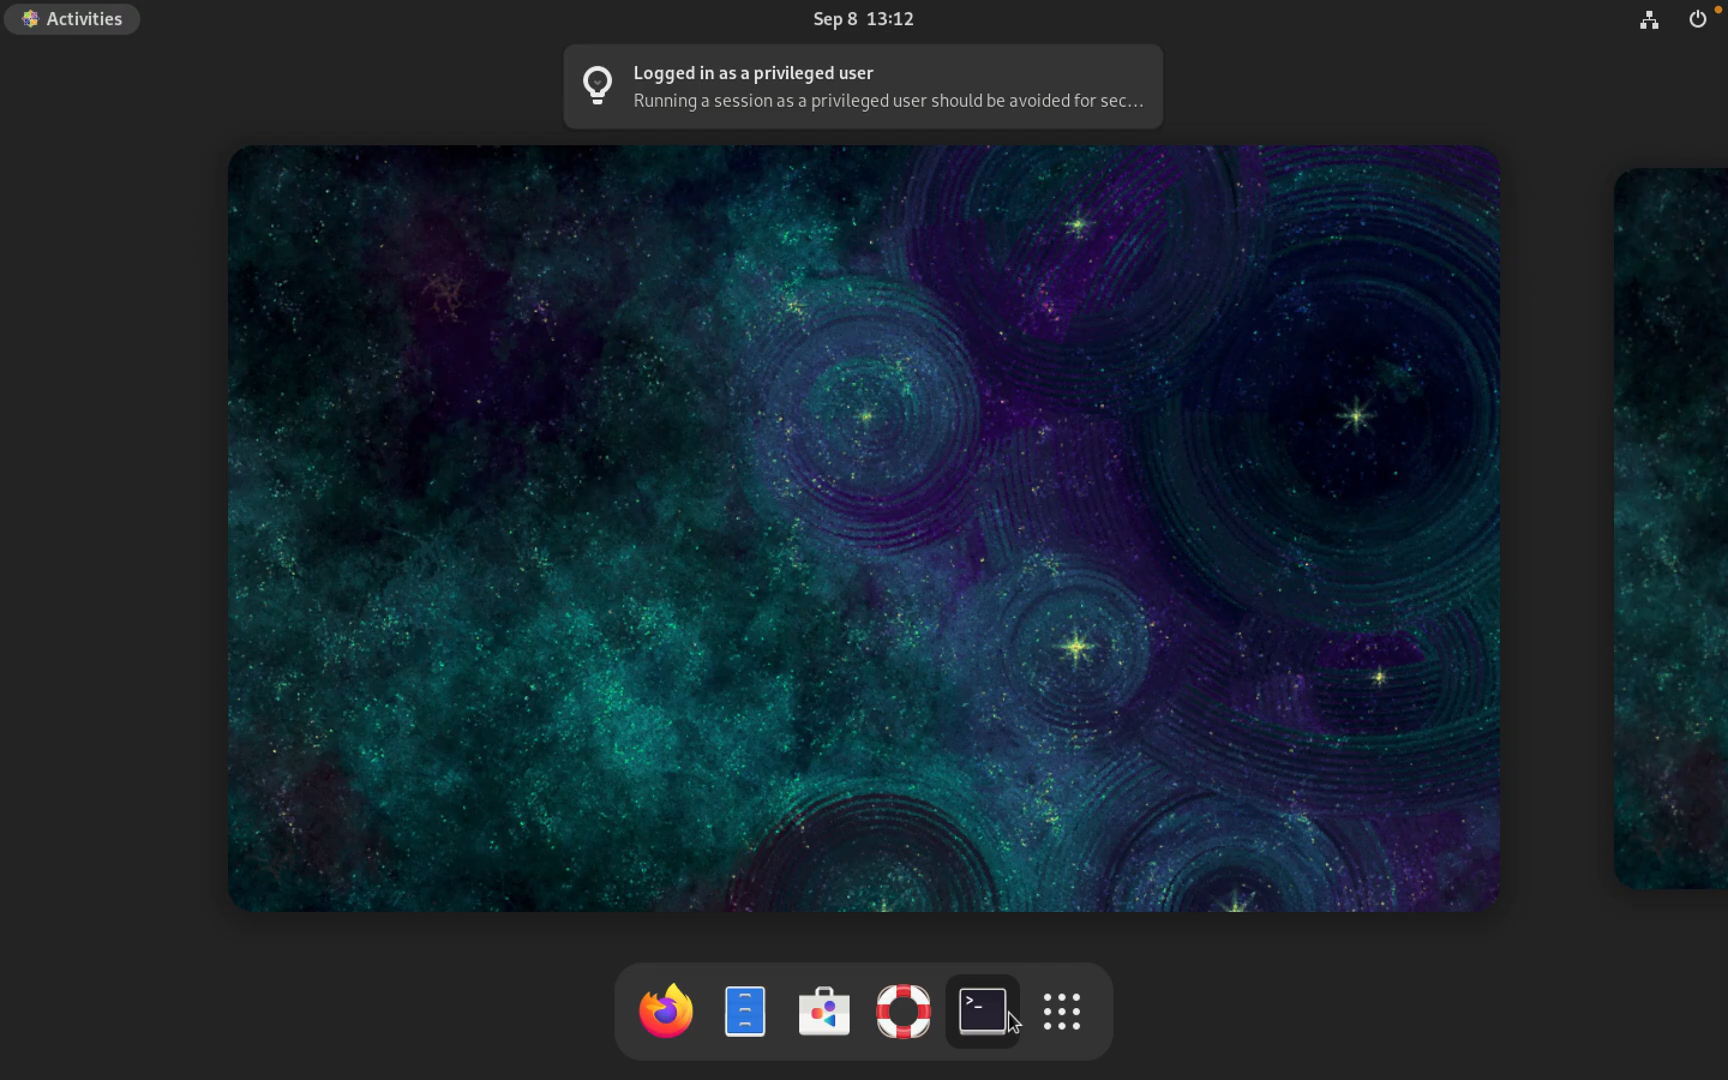 Activities
Sep 8 13:12
Logged in as a privileged user
Running a session as a privileged user should be avoided for sec…
>_